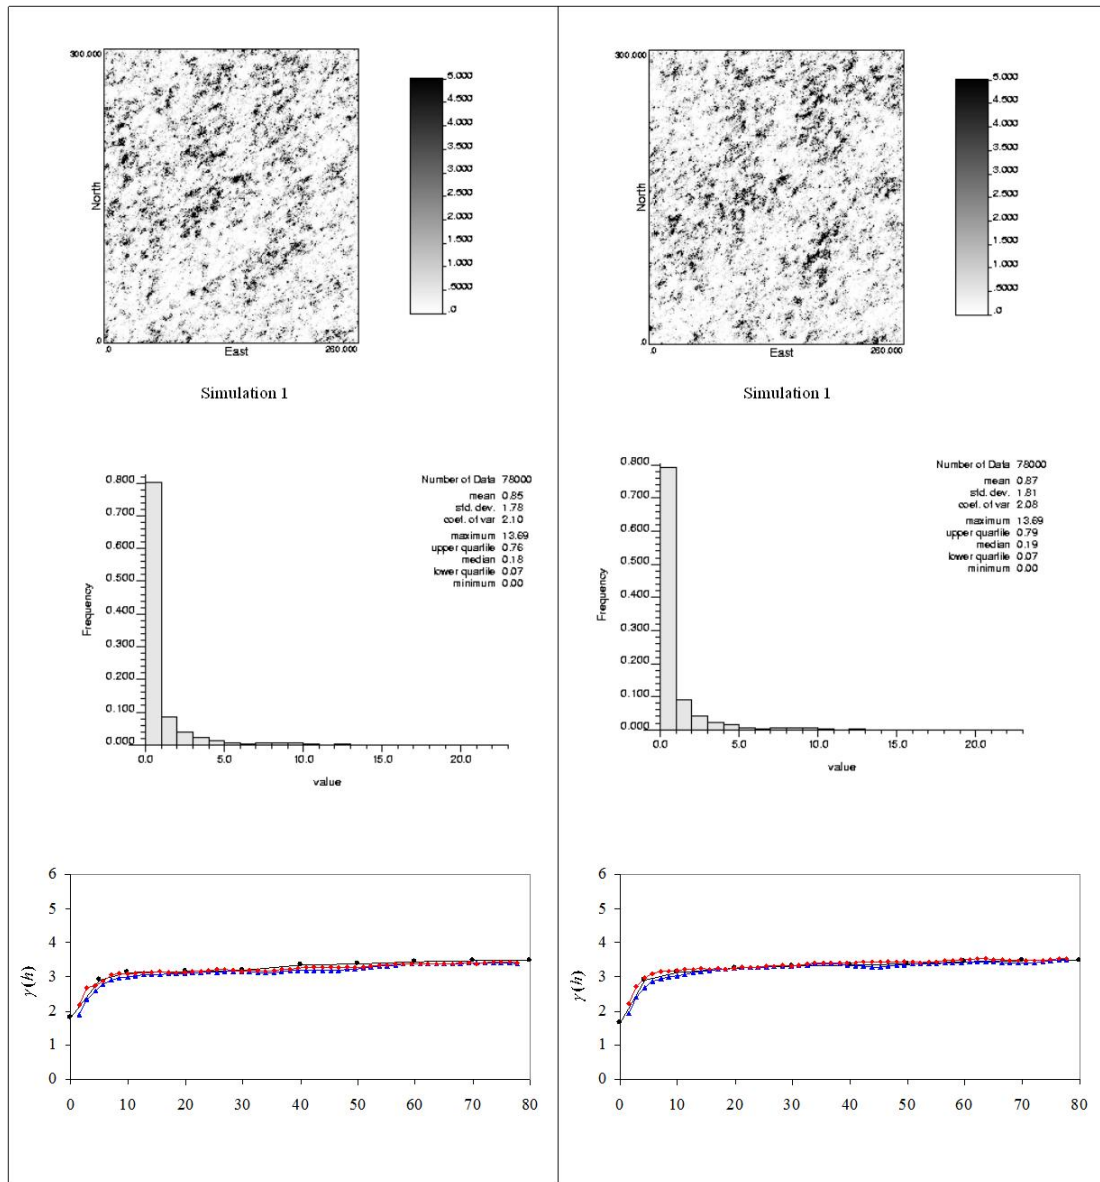 300.000
North
.0
.0
East
260.000
5.000
4.500
4.000
3.500
3.000
2.500
2.000
1.500
1.000
.5000
.0
Simulation 1
Frequency
0.800
0.700
0.600
0.500
0.400
0.300
0.200
0.100
0.000
0.0 5.0 10.0 15.0 20.0
value
Number of Data 78000
mean 0.85
std. dev. 1.78
coef. of var 2.10
maximum 13.69
upper quartile 0.76
median 0.18
lower quartile 0.07
minimum 0.00
γ(h)
6
5
4
3
2
1
0
0 10 20 30 40 50 60 70 80
300.000
North
.0
.0
East
260.000
5.000
4.500
4.000
3.500
3.000
2.500
2.000
1.500
1.000
.5000
.0
Simulation 1
Frequency
0.800
0.700
0.600
0.500
0.400
0.300
0.200
0.100
0.000
0.0 5.0 10.0 15.0 20.0
value
Number of Data 78000
mean 0.87
std. dev. 1.81
coef. of var 2.08
maximum 13.69
upper quartile 0.79
median 0.19
lower quartile 0.07
minimum 0.00
γ(h)
6
5
4
3
2
1
0
0 10 20 30 40 50 60 70 80